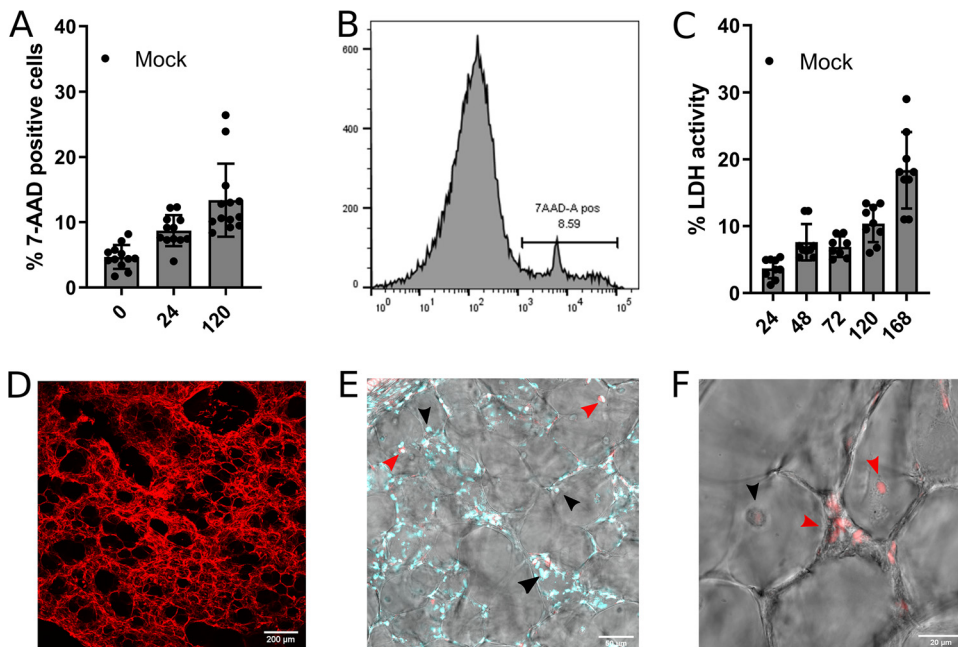 A
% 7-AAD positive cells
40
30
20
10
0
Mock
0
24
120
B
600
400
200
0
7AAD-A pos
8.59
10^0
10^1
10^2
10^3
10^4
10^5
C
% LDH activity
40
30
20
10
0
Mock
24
48
72
120
168
D
200 µm
E
50 µm
F
20 µm